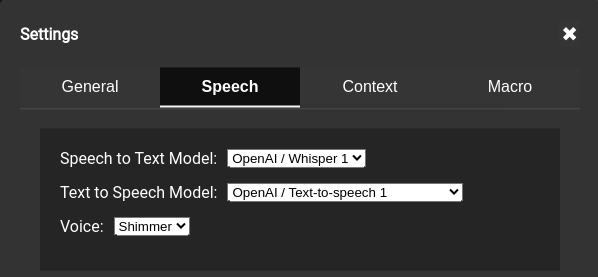 Settings ✖
General Speech Context Macro
Speech to Text Model: OpenAI / Whisper 1
Text to Speech Model: OpenAI / Text-to-speech 1
Voice: Shimmer